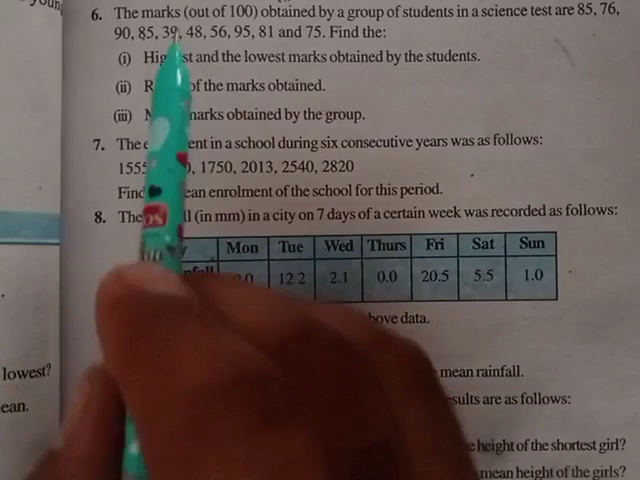 6. The marks (out of 100) obtained by a group of students in a science test are 85, 76,
90, 85, 39, 48, 56, 95, 81 and 75. Find the:
(i) st and the lowest marks obtained by the students.
(ii) of the marks obtained.
(iii) marks obtained by the group.
7. The ent in a school during six consecutive years was as follows:
1555 , 1750, 2013, 2540, 2820
Find ean enrolment of the school for this period.
8. The (in mm) in a city on 7 days of a certain week was recorded as follows:
Mon Tue Wed Thurs Fri Sat Sun
12.2 2.1 0.0 20.5 5.5 1.0
bove data.
lowest?
mean rainfall.
ean.
sults are as follows:
height of the shortest girl?
mean height of the girls?